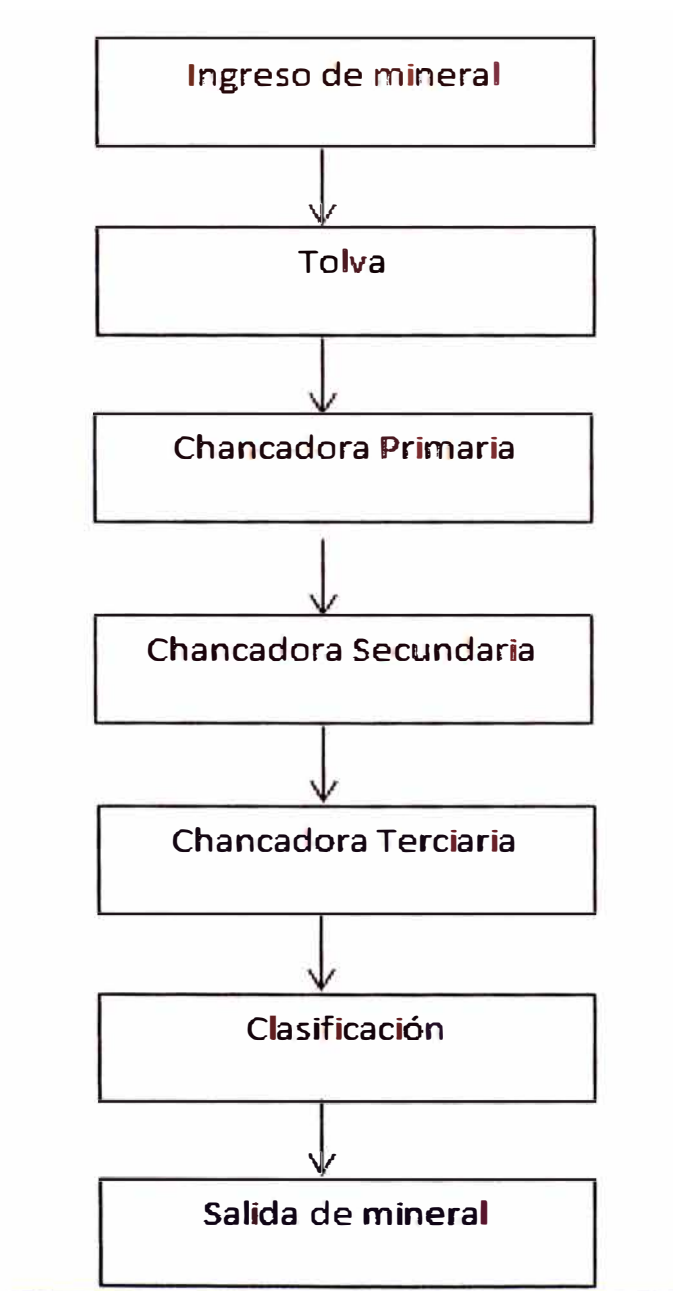 Ingreso de mineral
Tolva
Chancadora Primaria
Chancadora Secundaria
Chancadora Terciaria
Clasificación
Salida de mineral